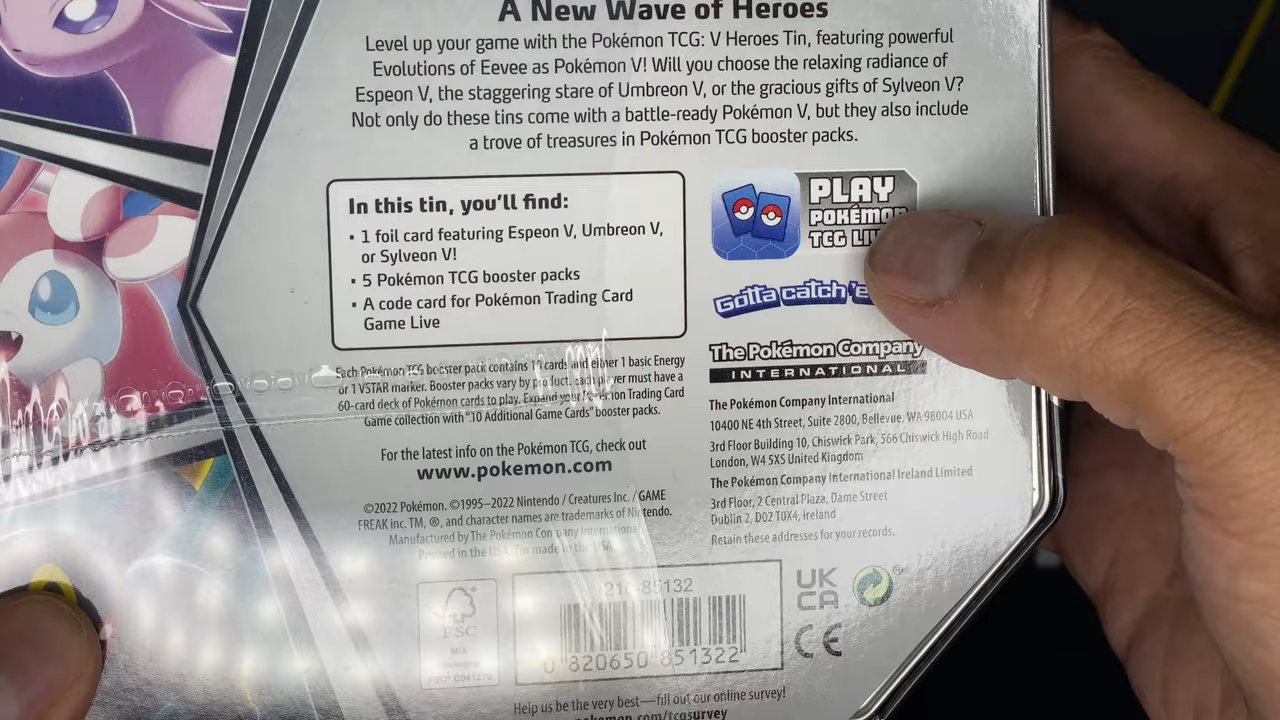 A New Wave of Heroes
Level up your game with the Pokémon TCG: V Heroes Tin, featuring powerful
Evolutions of Eevee as Pokémon V! Will you choose the relaxing radiance of
Espeon V, the staggering stare of Umbreon V, or the gracious gifts of Sylveon V?
Not only do these tins come with a battle-ready Pokémon V, but they also include
a trove of treasures in Pokémon TCG booster packs.
In this tin, you'll find:
• 1 foil card featuring Espeon V, Umbreon V,
or Sylveon V!
• 5 Pokémon TCG booster packs
• A code card for Pokémon Trading Card
Game Live
Each Pokémon TCG booster pack contains 10 cards and either 1 basic Energy
or 1 VSTAR marker. Booster packs vary by product. Each player must have a
60-card deck of Pokémon cards to play. Expand your Pokémon Trading Card
Game collection with "10 Additional Game Cards" booster packs.
For the latest info on the Pokémon TCG, check out
www.pokemon.com
©2022 Pokémon. ©1995–2022 Nintendo / Creatures Inc. / GAME
FREAK inc. TM, ®, and character names are trademarks of Nintendo.
Manufactured by The Pokémon Company International
Printed in the USA. Tin made in the USA.
PLAY
POKÉMON
TCG LIV
Gotta catch 'e
The Pokémon Company
INTERNATIONAL
The Pokémon Company International
10400 NE 4th Street, Suite 2800, Bellevue, WA 98004 USA
3rd Floor Building 10, Chiswick Park, 566 Chiswick High Road
London, W4 5XS United Kingdom
The Pokémon Company International Ireland Limited
3rd Floor, 2 Central Plaza, Dame Street
Dublin 2, D02 T0X4, Ireland
Retain these addresses for your records.
FSC
MIX
85132
0 820650 851322
UK
CA
CE
Help us be the very best—fill out our online survey!
pokemon.com/tcgsurvey